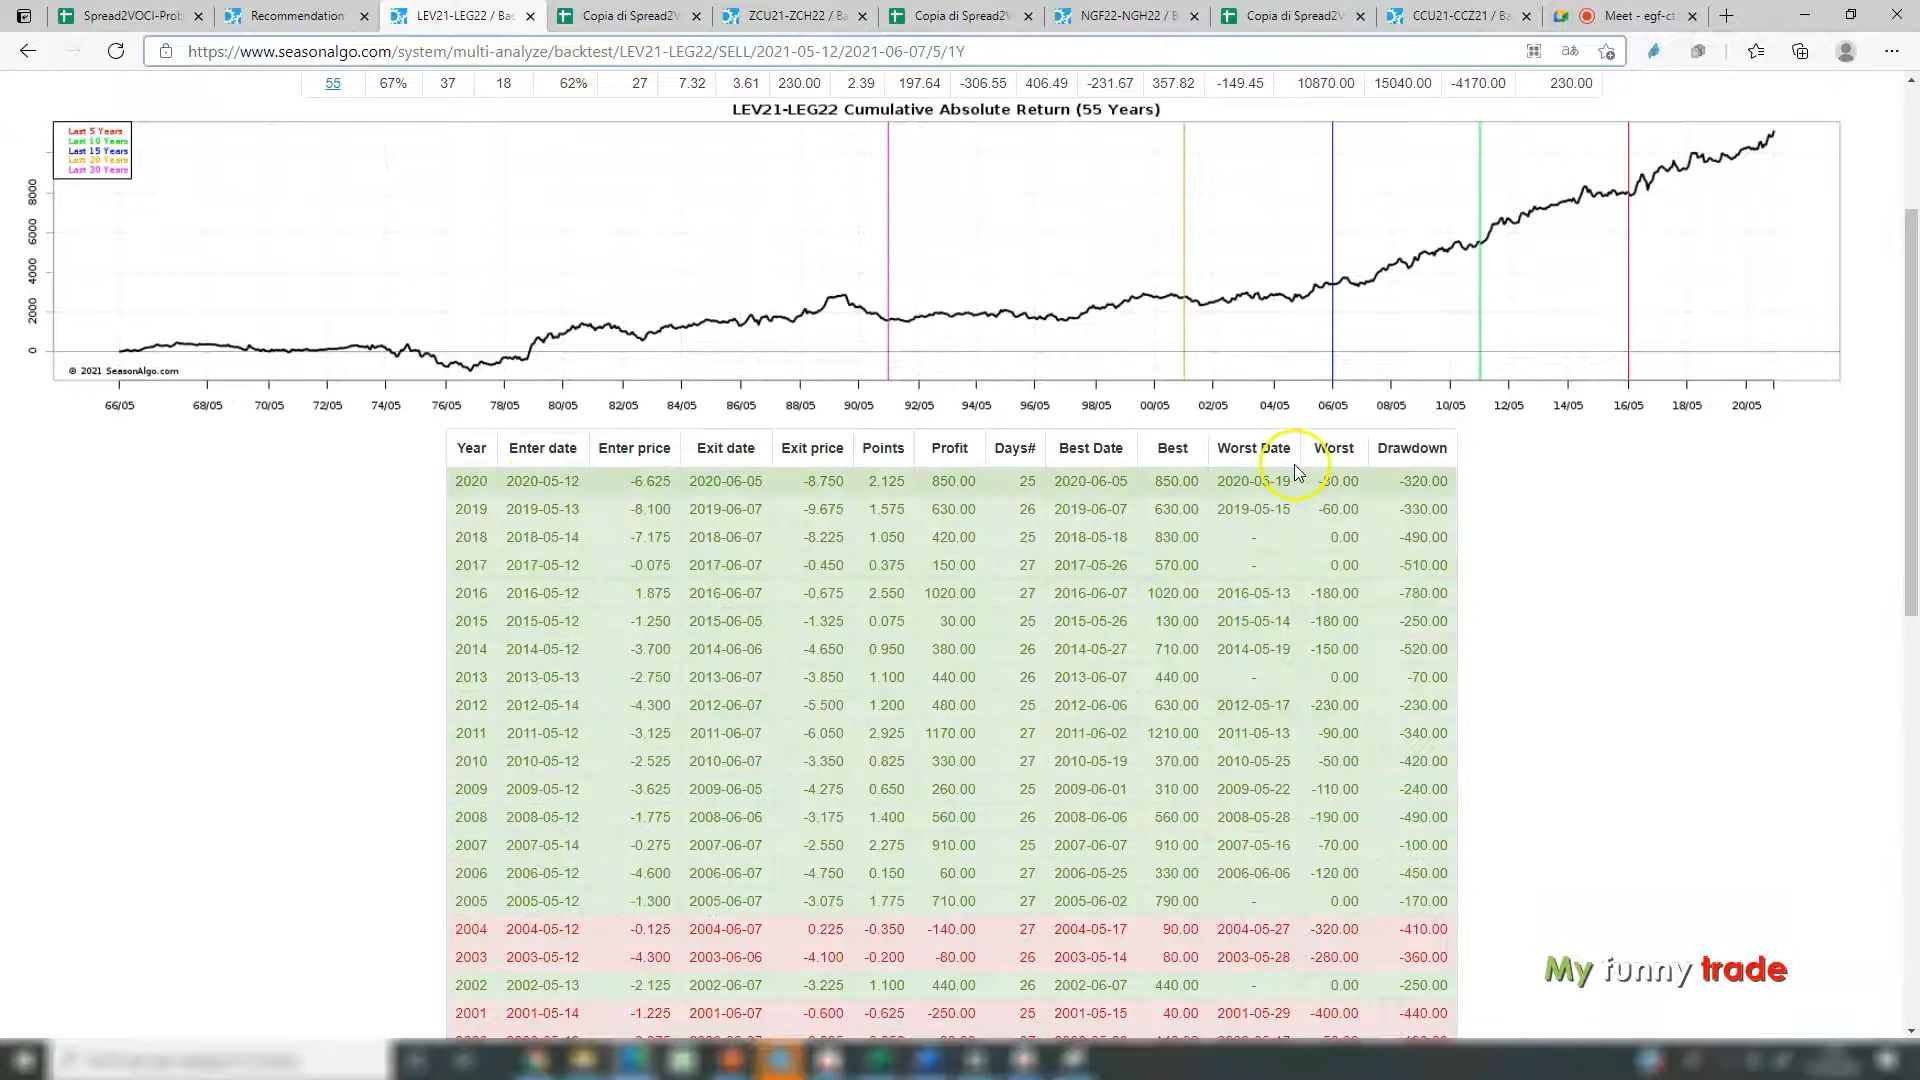 Spread2VOCI-Prob
Recommendation
LEV21-LEG22 / Bac
Copia di Spread2V
ZCU21-ZCH22 / Ba
Copia di Spread2V
NGF22-NGH22 / B
Copia di Spread2V
CCU21-CCZ21 / Ba
Meet - egf-ct
https://www.seasonalgo.com/system/multi-analyze/backtest/LEV21-LEG22/SELL/2021-05-12/2021-06-07/5/1Y
55 67% 37 18 62% 27 7.32 3.61 230.00 2.39 197.64 -306.55 406.49 -231.67 357.82 -149.45 10870.00 15040.00 -4170.00 230.00
LEV21-LEG22 Cumulative Absolute Return (55 Years)
Last 5 Years
Last 10 Years
Last 15 Years
Last 20 Years
Last 30 Years
8000
6000
4000
2000
0
© 2021 SeasonAlgo.com
66/05 68/05 70/05 72/05 74/05 76/05 78/05 80/05 82/05 84/05 86/05 88/05 90/05 92/05 94/05 96/05 98/05 00/05 02/05 04/05 06/05 08/05 10/05 12/05 14/05 16/05 18/05 20/05
Year Enter date Enter price Exit date Exit price Points Profit Days# Best Date Best Worst Date Worst Drawdown
2020 2020-05-12 -6.625 2020-06-05 -8.750 2.125 850.00 25 2020-06-05 850.00 2020-05-19 -30.00 -320.00
2019 2019-05-13 -8.100 2019-06-07 -9.675 1.575 630.00 26 2019-06-07 630.00 2019-05-15 -60.00 -330.00
2018 2018-05-14 -7.175 2018-06-07 -8.225 1.050 420.00 25 2018-05-18 830.00 - 0.00 -490.00
2017 2017-05-12 -0.075 2017-06-07 -0.450 0.375 150.00 27 2017-05-26 570.00 - 0.00 -510.00
2016 2016-05-12 1.875 2016-06-07 -0.675 2.550 1020.00 27 2016-06-07 1020.00 2016-05-13 -180.00 -780.00
2015 2015-05-12 -1.250 2015-06-05 -1.325 0.075 30.00 25 2015-05-26 130.00 2015-05-14 -180.00 -250.00
2014 2014-05-12 -3.700 2014-06-06 -4.650 0.950 380.00 26 2014-05-27 710.00 2014-05-19 -150.00 -520.00
2013 2013-05-13 -2.750 2013-06-07 -3.850 1.100 440.00 26 2013-06-07 440.00 - 0.00 -70.00
2012 2012-05-14 -4.300 2012-06-07 -5.500 1.200 480.00 25 2012-06-06 630.00 2012-05-17 -230.00 -230.00
2011 2011-05-12 -3.125 2011-06-07 -6.050 2.925 1170.00 27 2011-06-02 1210.00 2011-05-13 -90.00 -340.00
2010 2010-05-12 -2.525 2010-06-07 -3.350 0.825 330.00 27 2010-05-19 370.00 2010-05-25 -50.00 -420.00
2009 2009-05-12 -3.625 2009-06-05 -4.275 0.650 260.00 25 2009-06-01 310.00 2009-05-22 -110.00 -240.00
2008 2008-05-12 -1.775 2008-06-06 -3.175 1.400 560.00 26 2008-06-06 560.00 2008-05-28 -190.00 -490.00
2007 2007-05-14 -0.275 2007-06-07 -2.550 2.275 910.00 25 2007-06-07 910.00 2007-05-16 -70.00 -100.00
2006 2006-05-12 -4.600 2006-06-07 -4.750 0.150 60.00 27 2006-05-25 330.00 2006-06-06 -120.00 -450.00
2005 2005-05-12 -1.300 2005-06-07 -3.075 1.775 710.00 27 2005-06-02 790.00 - 0.00 -170.00
2004 2004-05-12 -0.125 2004-06-07 0.225 -0.350 -140.00 27 2004-05-17 90.00 2004-05-27 -320.00 -410.00
2003 2003-05-12 -4.300 2003-06-06 -4.100 -0.200 -80.00 26 2003-05-14 80.00 2003-05-28 -280.00 -360.00
2002 2002-05-13 -2.125 2002-06-07 -3.225 1.100 440.00 26 2002-06-07 440.00 - 0.00 -250.00
2001 2001-05-14 -1.225 2001-06-07 -0.600 -0.625 -250.00 25 2001-05-15 40.00 2001-05-29 -400.00 -440.00
My funny trade